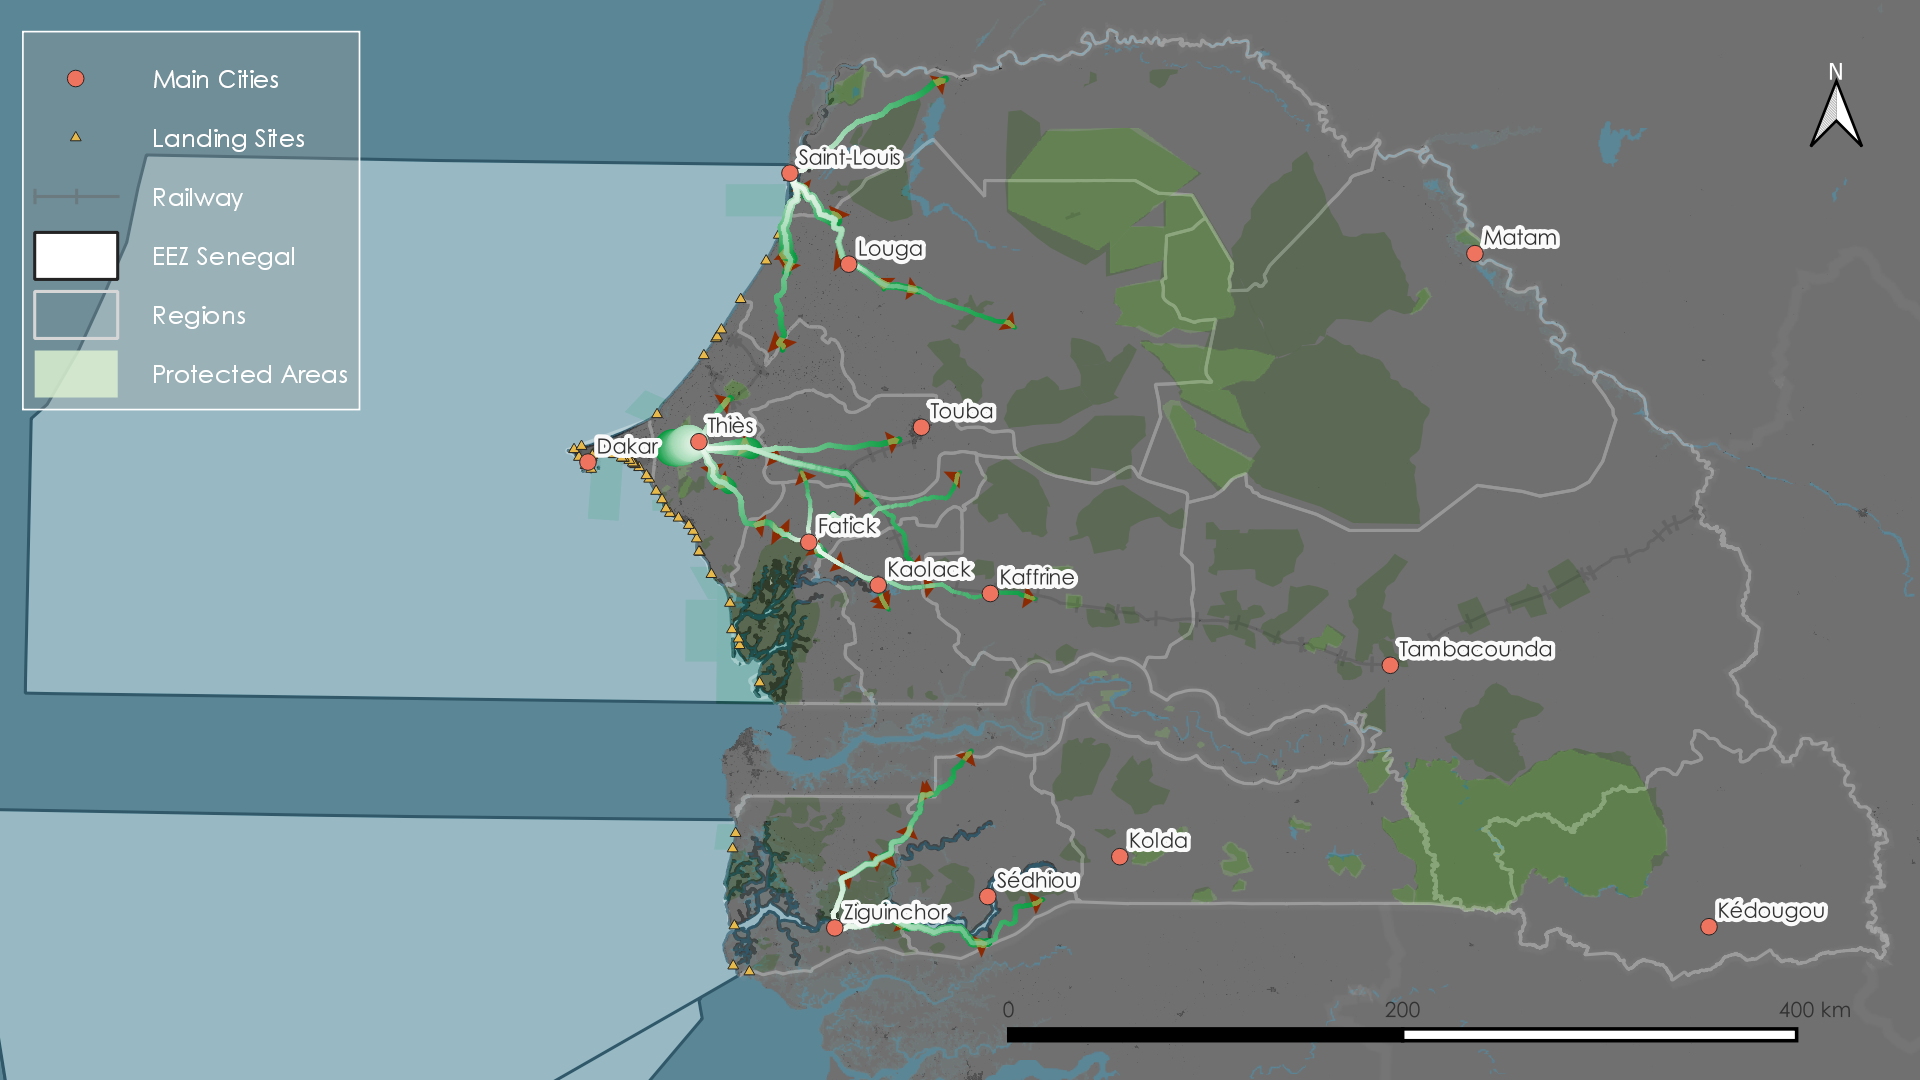 Main Cities
Landing Sites
Railway
EEZ Senegal
Regions
Protected Areas
N
Saint-Louis
Louga
Matam
Touba
Thiès
Dakar
Fatick
Kaolack
Kaffrine
Tambacounda
Kolda
Sédhiou
Ziguinchor
Kédougou
0 200 400 km